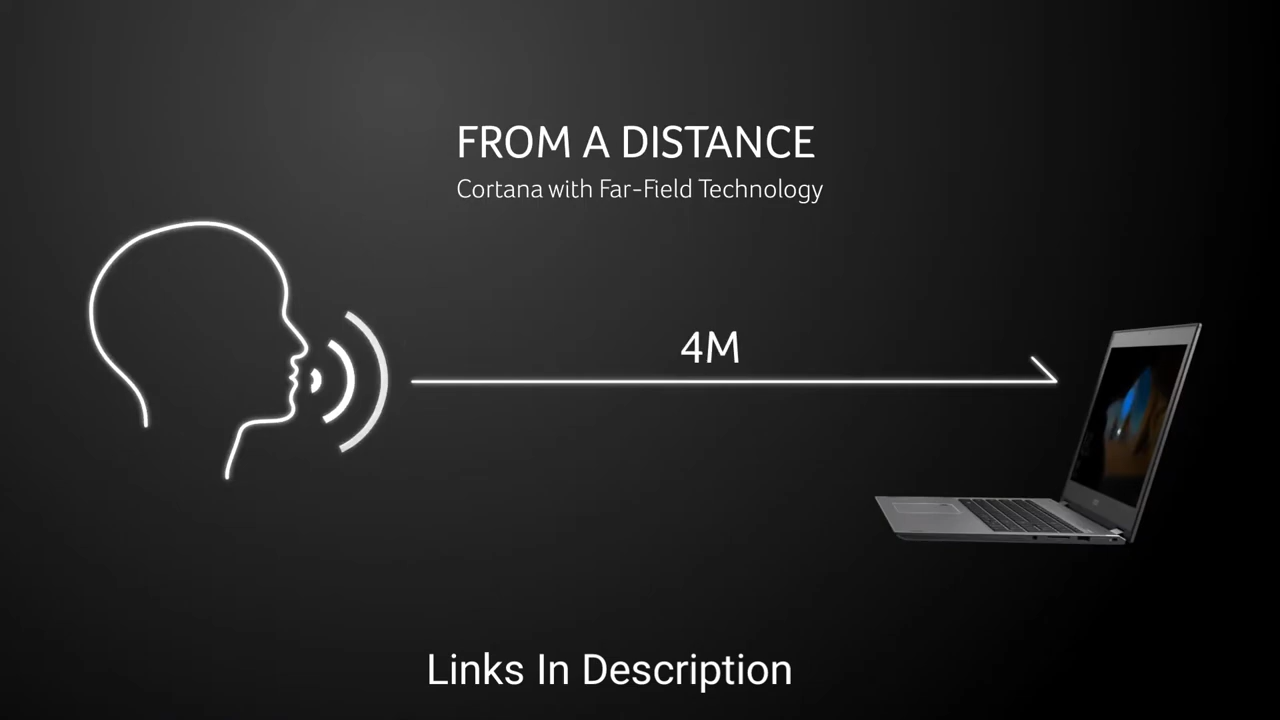 FROM A DISTANCE
Cortana with Far-Field Technology
4M
Links In Description